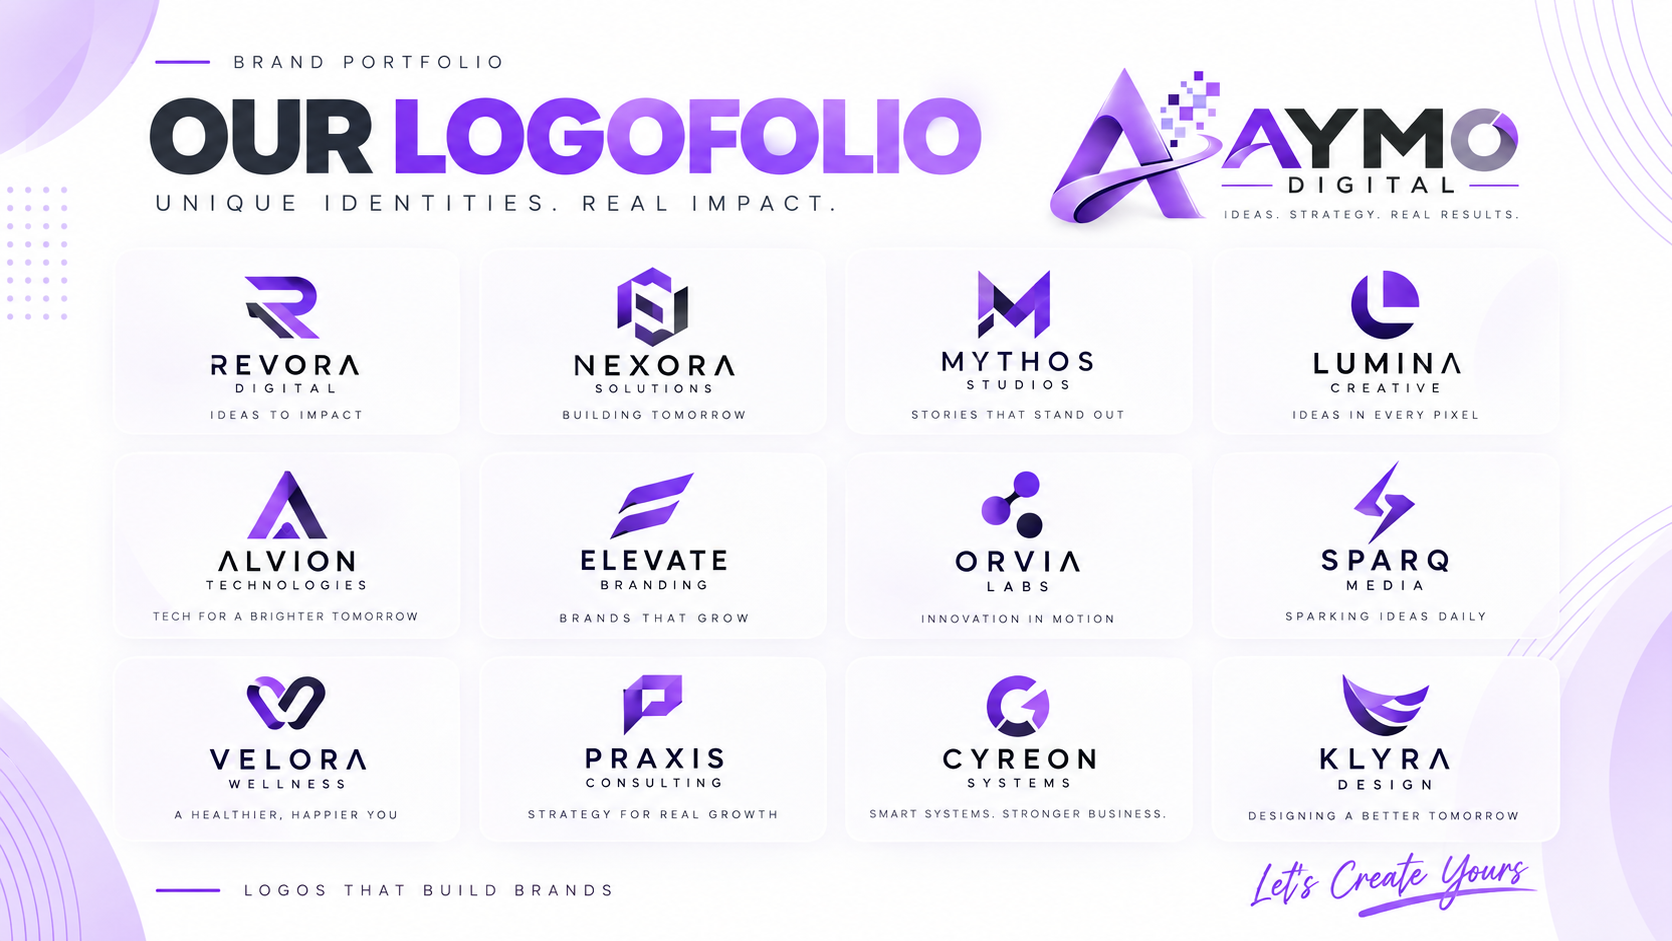 BRAND PORTFOLIO
OUR LOGOFOLIO
UNIQUE IDENTITIES. REAL IMPACT.
AYMO
DIGITAL
IDEAS. STRATEGY. REAL RESULTS.
REVORA
DIGITAL
IDEAS TO IMPACT
NEXORA
SOLUTIONS
BUILDING TOMORROW
MYTHOS
STUDIOS
STORIES THAT STAND OUT
LUMINA
CREATIVE
IDEAS IN EVERY PIXEL
ALVION
TECHNOLOGIES
TECH FOR A BRIGHTER TOMORROW
ELEVATE
BRANDING
BRANDS THAT GROW
ORVIA
LABS
INNOVATION IN MOTION
SPARQ
MEDIA
SPARKING IDEAS DAILY
VELORA
WELLNESS
A HEALTHIER, HAPPIER YOU
PRAXIS
CONSULTING
STRATEGY FOR REAL GROWTH
CYREON
SYSTEMS
SMART SYSTEMS. STRONGER BUSINESS.
KLYRA
DESIGN
DESIGNING A BETTER TOMORROW
LOGOS THAT BUILD BRANDS
Let's Create Yours